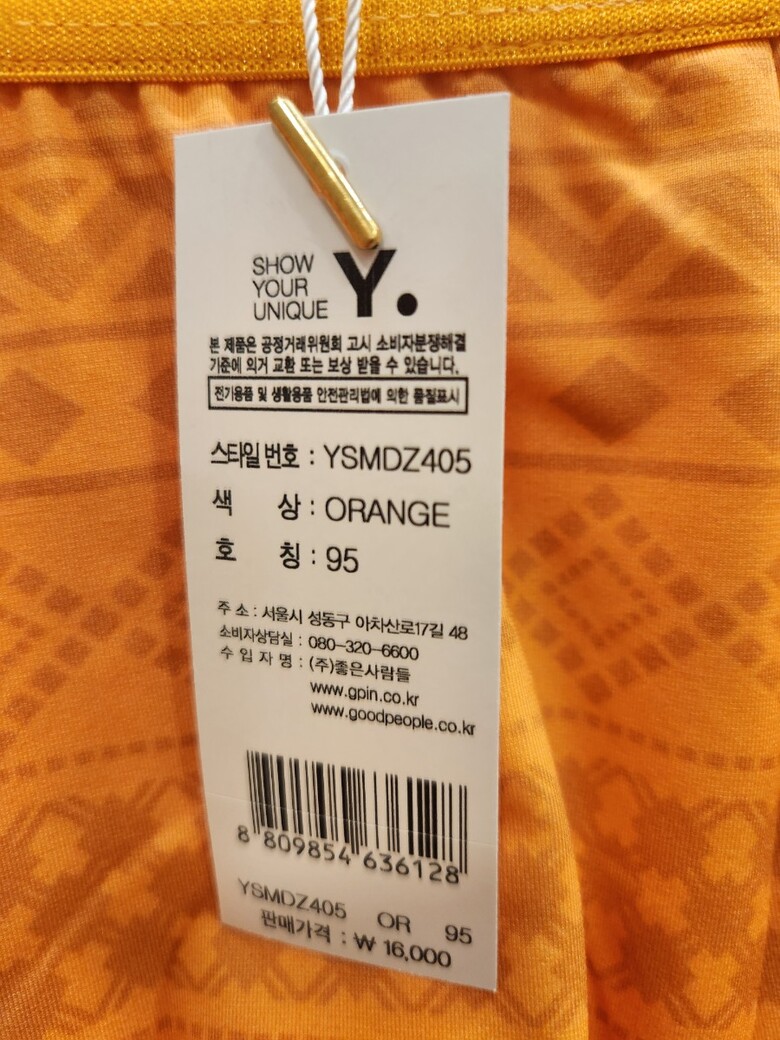 SHOW
YOUR
UNIQUE
Y.
본 제품은 공정거래위원회 고시 소비자분쟁해결
기준에 의거 교환 또는 보상 받을 수 있습니다.
전기용품 및 생활용품 안전관리법에 의한 품질표시
스타일 번호 : YSMDZ405
색 상 : ORANGE
호 칭 : 95
주 소 : 서울시 성동구 아차산로17길 48
소비자상담실 : 080-320-6600
수 입 자 명 : (주)좋은사람들
www.gpin.co.kr
www.goodpeople.co.kr
8 809854 636128
YSMDZ405 OR 95
판매가격 : ₩ 16,000